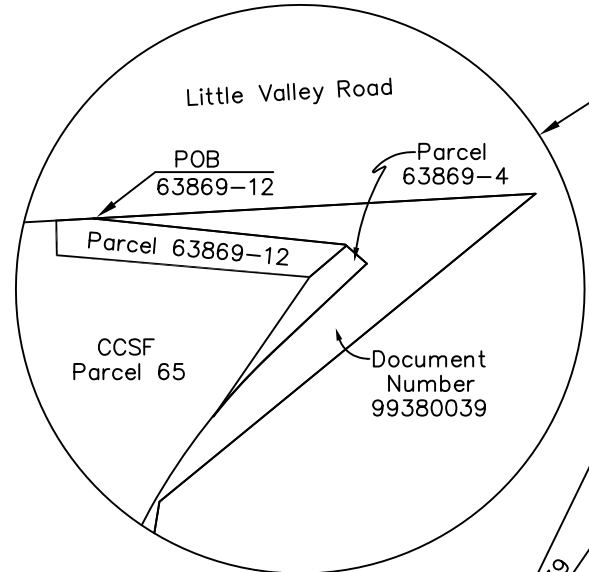 Little Valley Road
POB
63869-12
Parcel
63869-4
Parcel 63869-12
CCSF
Parcel 65
Document
Number
99380039